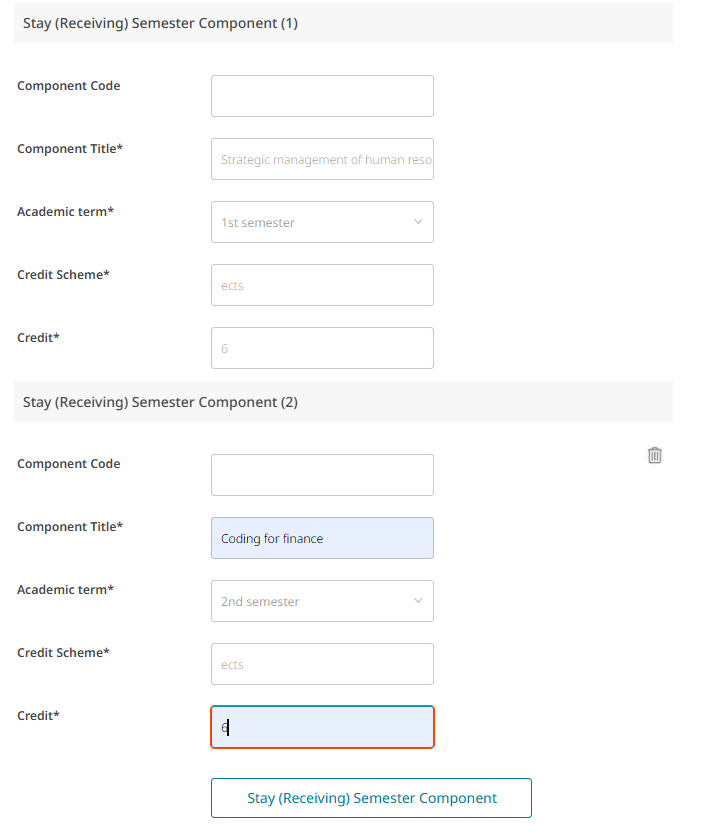 Stay (Receiving) Semester Component (1)
Component Code
Component Title*
Strategic management of human reso
Academic term*
1st semester
Credit Scheme*
ects
Credit*
6
Stay (Receiving) Semester Component (2)
Component Code
Component Title*
Coding for finance
Academic term*
2nd semester
Credit Scheme*
ects
Credit*
6
Stay (Receiving) Semester Component